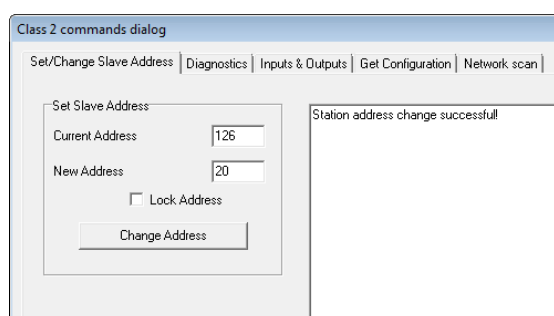 Class 2 commands dialog
Set/Change Slave Address Diagnostics Inputs & Outputs Get Configuration Network scan
Set Slave Address
Current Address 126
New Address 20
Lock Address
Change Address
Station address change successful!